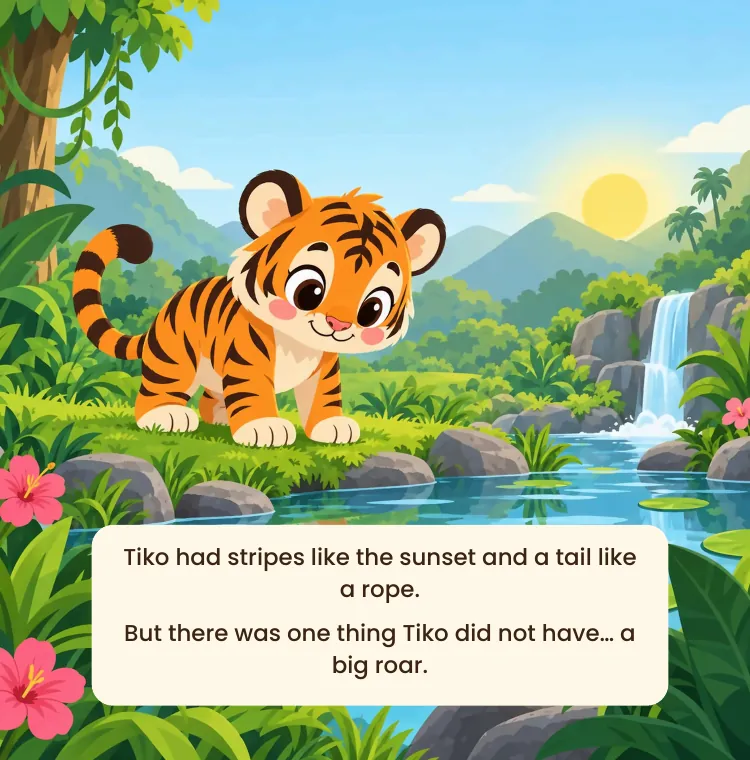 Tiko had stripes like the sunset and a tail like
a rope.
But there was one thing Tiko did not have... a
big roar.